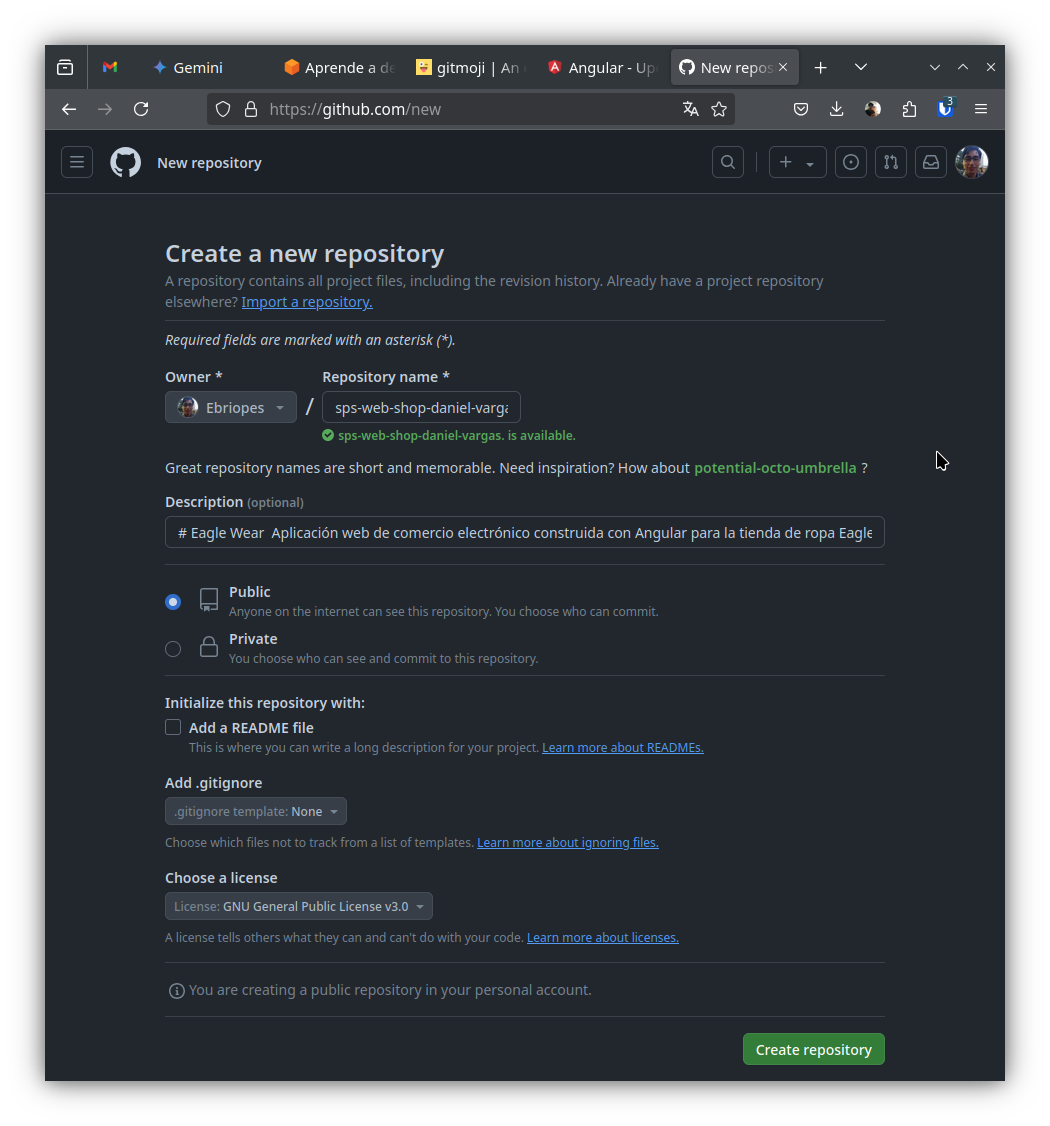 Gemini
Aprende a de
gitmoji | An
Angular - Up
New repos
https://github.com/new
3
New repository
Create a new repository
A repository contains all project files, including the revision history. Already have a project repository
elsewhere? Import a repository.
Required fields are marked with an asterisk (*).
Owner * Repository name *
Ebriopes / sps-web-shop-daniel-varga
sps-web-shop-daniel-vargas. is available.
Great repository names are short and memorable. Need inspiration? How about potential-octo-umbrella ?
Description (optional)
# Eagle Wear Aplicación web de comercio electrónico construida con Angular para la tienda de ropa Eagle
Public
Anyone on the internet can see this repository. You choose who can commit.
Private
You choose who can see and commit to this repository.
Initialize this repository with:
Add a README file
This is where you can write a long description for your project. Learn more about READMEs.
Add .gitignore
.gitignore template: None
Choose which files not to track from a list of templates. Learn more about ignoring files.
Choose a license
License: GNU General Public License v3.0
A license tells others what they can and can't do with your code. Learn more about licenses.
You are creating a public repository in your personal account.
Create repository